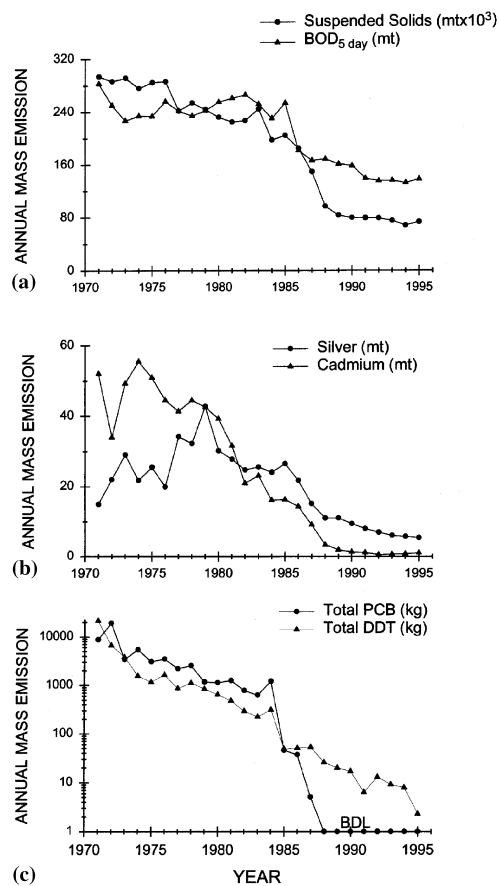 Suspended Solids (mtx10³)
BOD₅ day (mt)
ANNUAL MASS EMISSION
320
240
160
80
0
1970 1975 1980 1985 1990 1995
(a)
Silver (mt)
Cadmium (mt)
ANNUAL MASS EMISSION
60
40
20
0
1970 1975 1980 1985 1990 1995
(b)
Total PCB (kg)
Total DDT (kg)
ANNUAL MASS EMISSION
10000
1000
100
10
1
BDL
1970 1975 1980 1985 1990 1995
(c)
YEAR